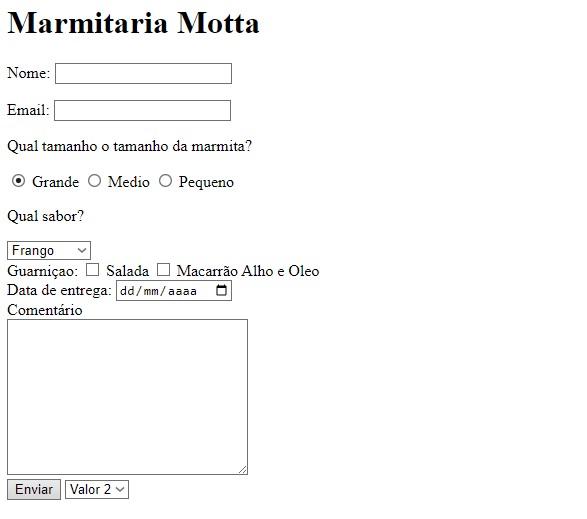 Marmitaria Motta
Nome:
Email:
Qual tamanho o tamanho da marmita?
Grande Medio Pequeno
Qual sabor?
Frango
Guarniçao: Salada Macarrão Alho e Oleo
Data de entrega: dd/mm/aaaa
Comentário
Enviar Valor 2